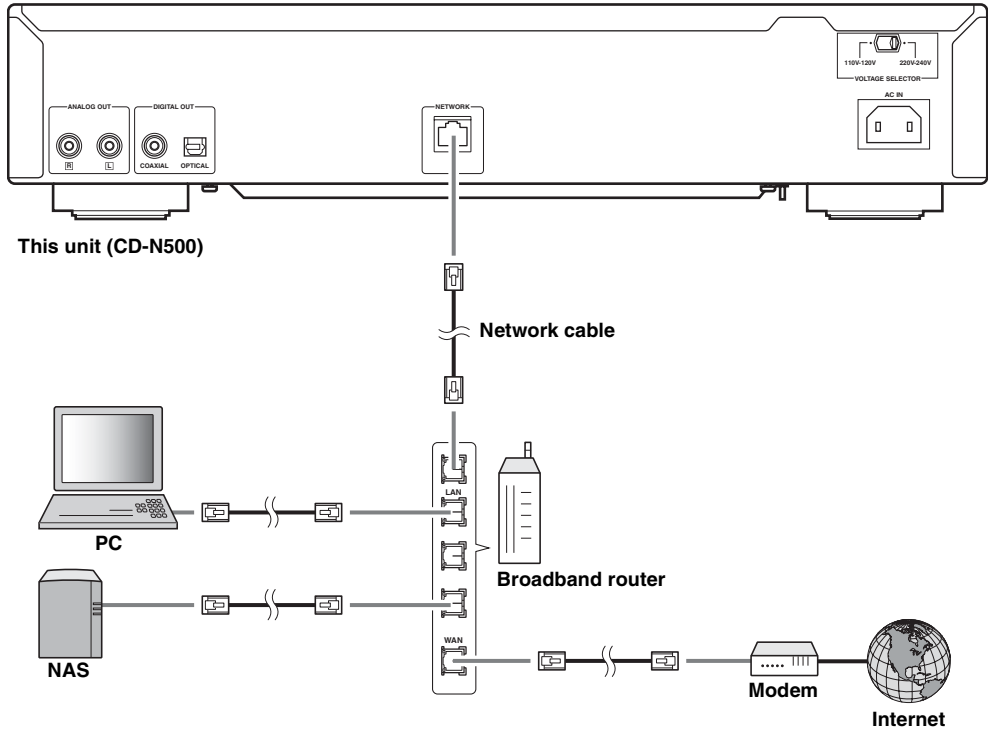 110V-120V 220V-240V
VOLTAGE SELECTOR
AC IN
ANALOG OUT DIGITAL OUT NETWORK
R L COAXIAL OPTICAL
This unit (CD-N500)
Network cable
LAN
PC
Broadband router
NAS
WAN
Modem
Internet